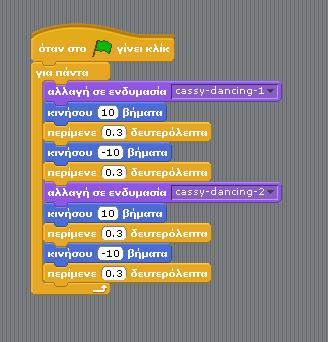 όταν στο γίνει κλίκ
για πάντα
αλλαγή σε ενδυμασία cassy-dancing-1
κινήσου 10 βήματα
περίμενε 0.3 δευτερόλεπτα
κινήσου -10 βήματα
περίμενε 0.3 δευτερόλεπτα
αλλαγή σε ενδυμασία cassy-dancing-2
κινήσου 10 βήματα
περίμενε 0.3 δευτερόλεπτα
κινήσου -10 βήματα
περίμενε 0.3 δευτερόλεπτα